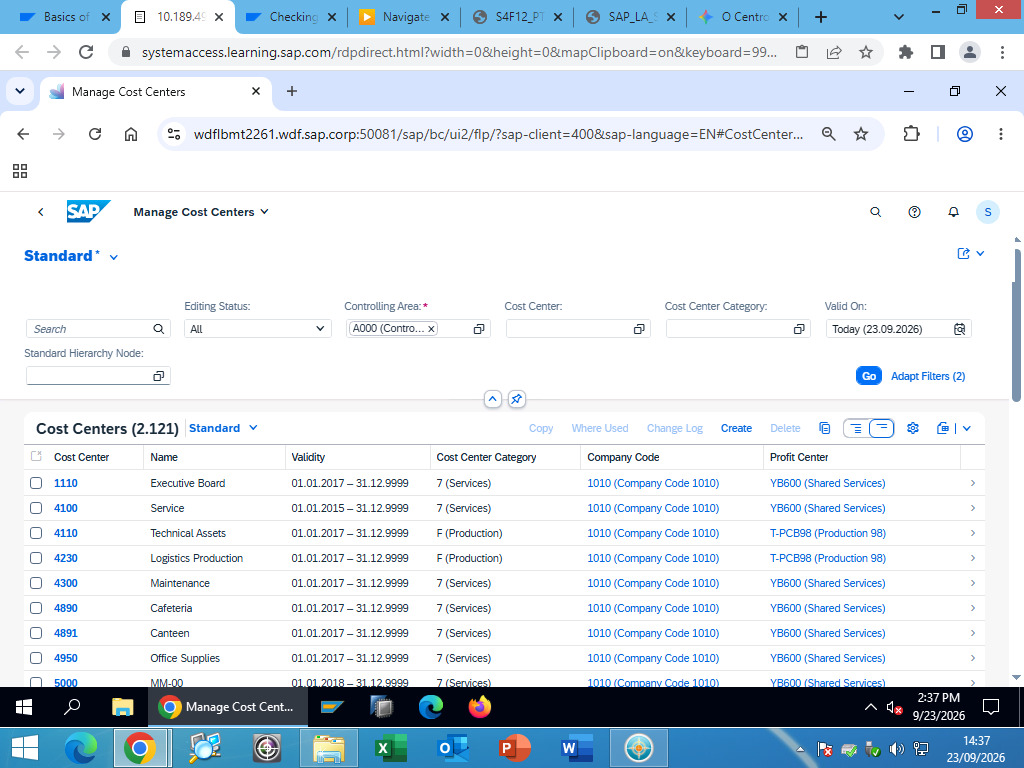 Basics of
10.189.49
Checking
Navigate
S4F12_PT
SAP_LA_S
O Centro
systemaccess.learning.sap.com/rdpdirect.html?width=0&height=0&mapClipboard=on&keyboard=99...
Manage Cost Centers
wdflbmt2261.wdf.sap.corp:50081/sap/bc/ui2/flp/?sap-client=400&sap-language=EN#CostCenter...
SAP Manage Cost Centers S
Standard *
Editing Status: Controlling Area:* Cost Center: Cost Center Category: Valid On:
Search All A000 (Contro... Today (23.09.2026)
Standard Hierarchy Node:
Go Adapt Filters (2)
Cost Centers (2.121) Standard Copy Where Used Change Log Create Delete
Cost Center Name Validity Cost Center Category Company Code Profit Center
1110 Executive Board 01.01.2017 – 31.12.9999 7 (Services) 1010 (Company Code 1010) YB600 (Shared Services)
4100 Service 01.01.2015 – 31.12.9999 7 (Services) 1010 (Company Code 1010) YB600 (Shared Services)
4110 Technical Assets 01.01.2017 – 31.12.9999 F (Production) 1010 (Company Code 1010) T-PCB98 (Production 98)
4230 Logistics Production 01.01.2017 – 31.12.9999 F (Production) 1010 (Company Code 1010) T-PCB98 (Production 98)
4300 Maintenance 01.01.2017 – 31.12.9999 7 (Services) 1010 (Company Code 1010) YB600 (Shared Services)
4890 Cafeteria 01.01.2017 – 31.12.9999 7 (Services) 1010 (Company Code 1010) YB600 (Shared Services)
4891 Canteen 01.01.2017 – 31.12.9999 7 (Services) 1010 (Company Code 1010) YB600 (Shared Services)
4950 Office Supplies 01.01.2017 – 31.12.9999 7 (Services) 1010 (Company Code 1010) YB600 (Shared Services)
5000 MM-00 01.01.2018 – 31.12.9999 7 (Services) 1010 (Company Code 1010) YB600 (Shared Services)
Manage Cost Cent...
2:37 PM
9/23/2026
14:37
23/09/2026